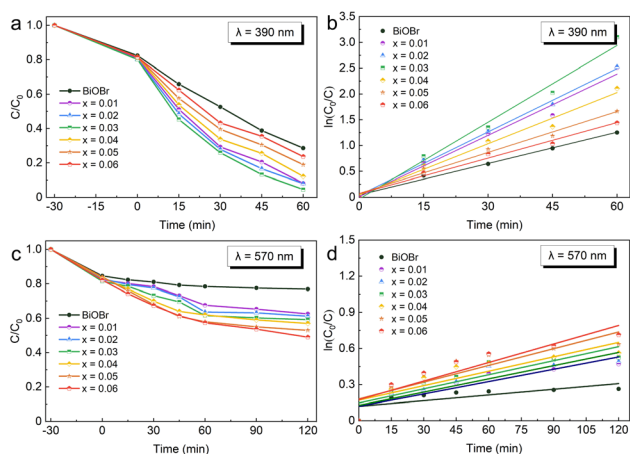 a
λ = 390 nm
C/C0
1.0
0.8
0.6
0.4
0.2
0.0
BiOBr
x = 0.01
x = 0.02
x = 0.03
x = 0.04
x = 0.05
x = 0.06
-30 -15 0 15 30 45 60
Time (min)
b
λ = 390 nm
ln(C0/C)
3.5
3.0
2.5
2.0
1.5
1.0
0.5
0.0
BiOBr
x = 0.01
x = 0.02
x = 0.03
x = 0.04
x = 0.05
x = 0.06
0 15 30 45 60
Time (min)
c
λ = 570 nm
C/C0
1.0
0.8
0.6
0.4
0.2
0.0
BiOBr
x = 0.01
x = 0.02
x = 0.03
x = 0.04
x = 0.05
x = 0.06
-30 0 30 60 90 120
Time (min)
d
λ = 570 nm
ln(C0/C)
1.5
1.2
0.9
0.6
0.3
0.0
BiOBr
x = 0.01
x = 0.02
x = 0.03
x = 0.04
x = 0.05
x = 0.06
0 15 30 45 60 75 90 105 120
Time (min)